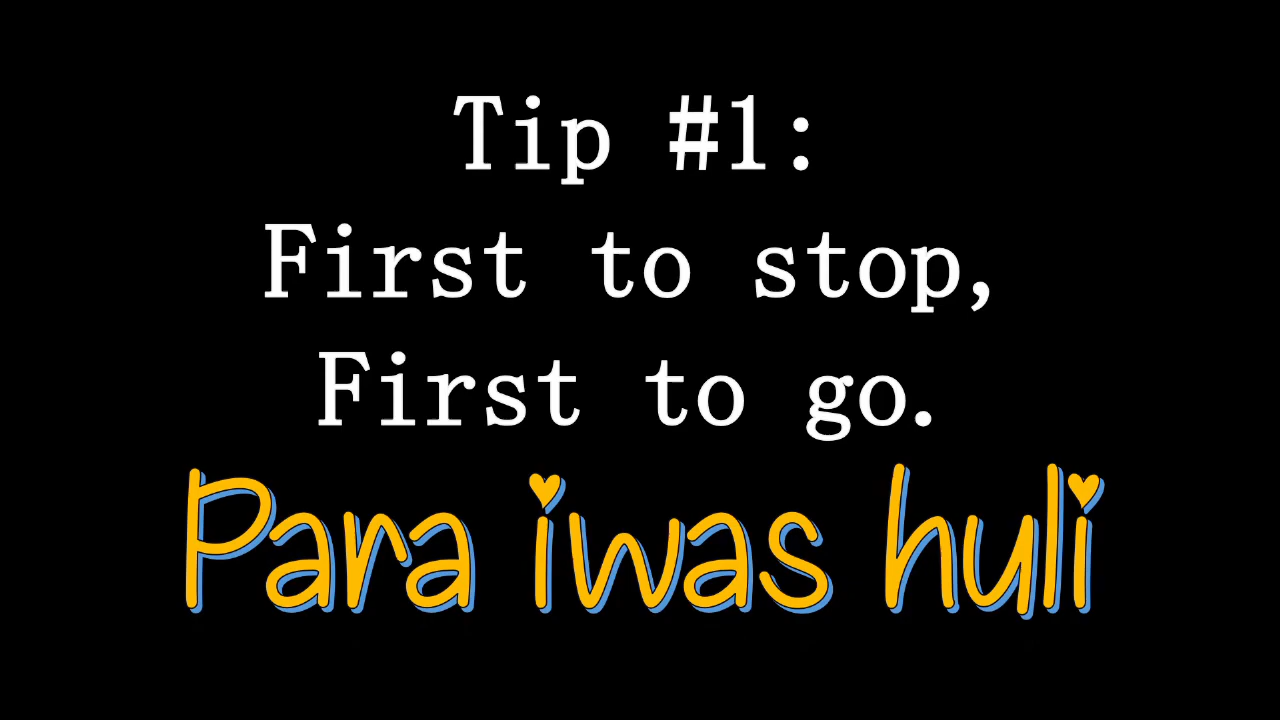 Tip #1:
First to stop,
First to go.
Para iwas huli